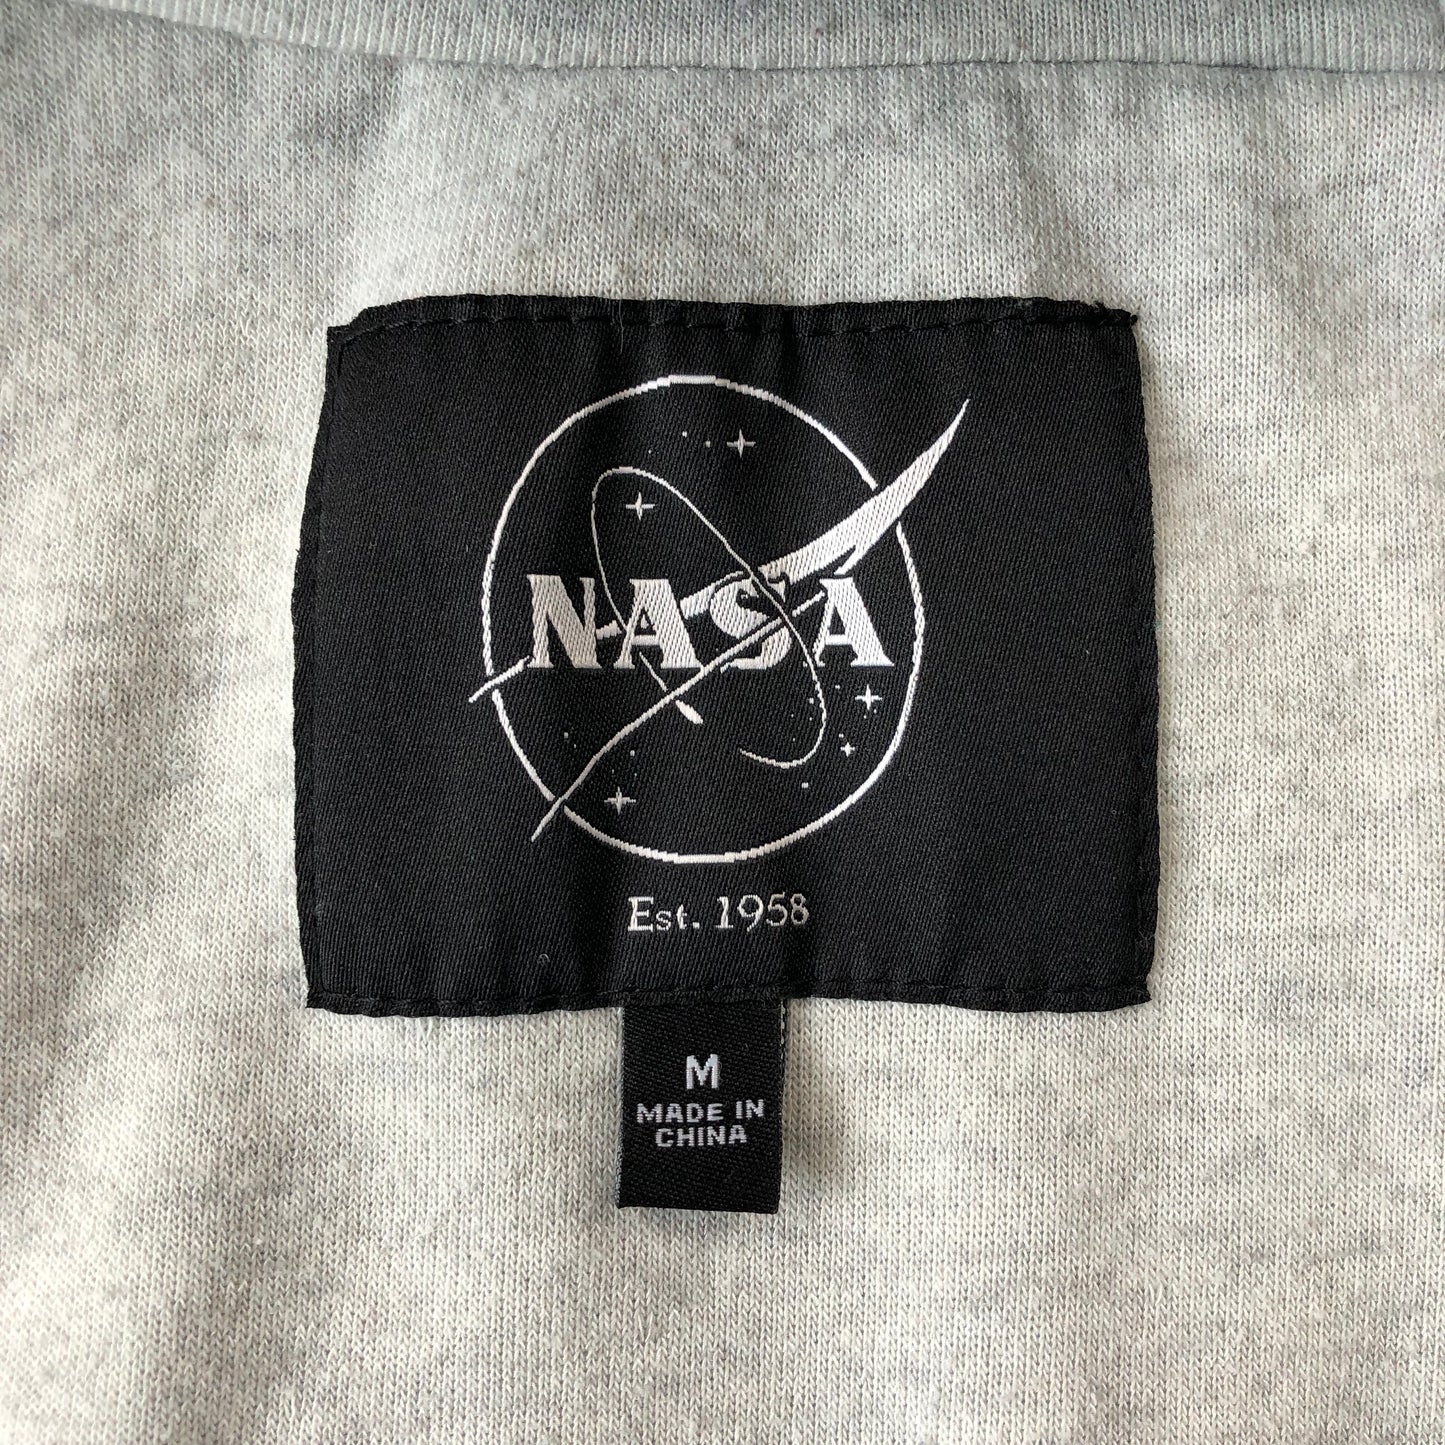 NASA
Est. 1958
M
MADE IN
CHINA